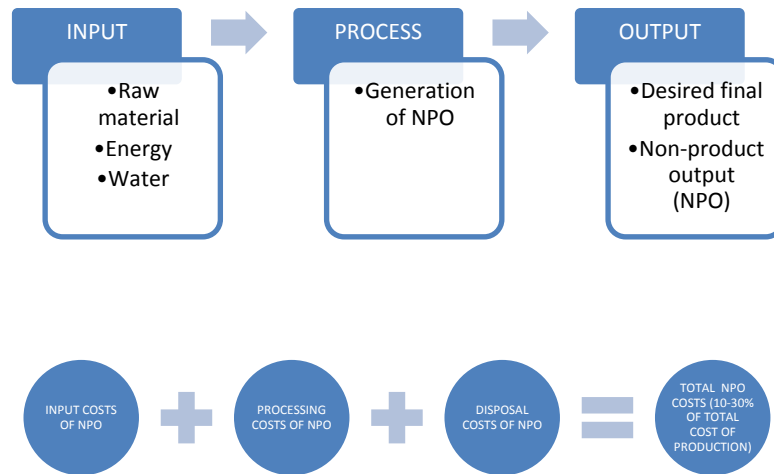 INPUT
PROCESS
OUTPUT
•Raw
material
•Energy
•Water
•Generation
of NPO
•Desired final
product
•Non-product
output
(NPO)
INPUT COSTS
OF NPO
PROCESSING
COSTS OF NPO
DISPOSAL
COSTS OF NPO
TOTAL NPO
COSTS (10-30%
OF TOTAL
COST OF
PRODUCTION)